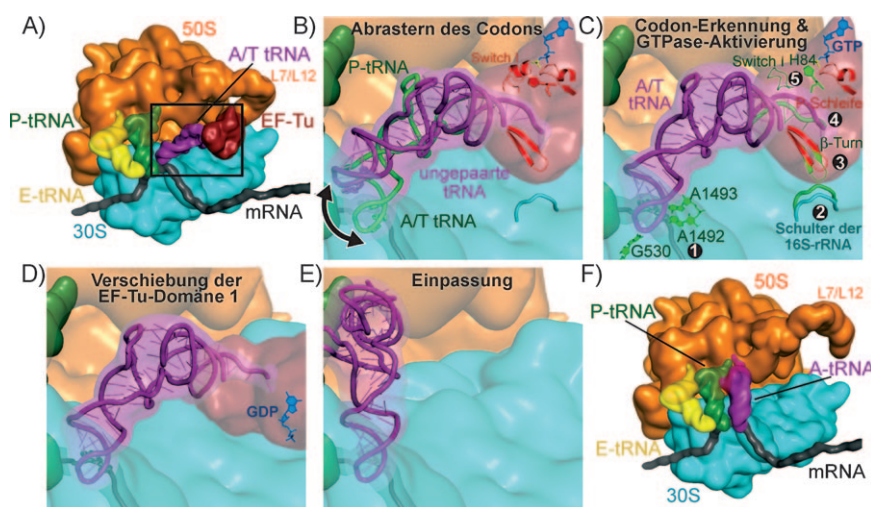 A)
50S
A/T tRNA
L7/L12
P-tRNA
EF-Tu
E-tRNA
mRNA
30S
B) Abrastern des Codons
P-tRNA
Switch I
ungepaarte
tRNA
A/T tRNA
C) Codon-Erkennung &
GTPase-Aktivierung
GTP
Switch I H84
5
A/T
tRNA
P-Schleife
4
β-Turn
3
A1493
2
A1492
Schulter der
16S-rRNA
G530
1
D) Verschiebung der
EF-Tu-Domäne 1
GDP
E) Einpassung
F)
50S
L7/L12
P-tRNA
A-tRNA
E-tRNA
mRNA
30S